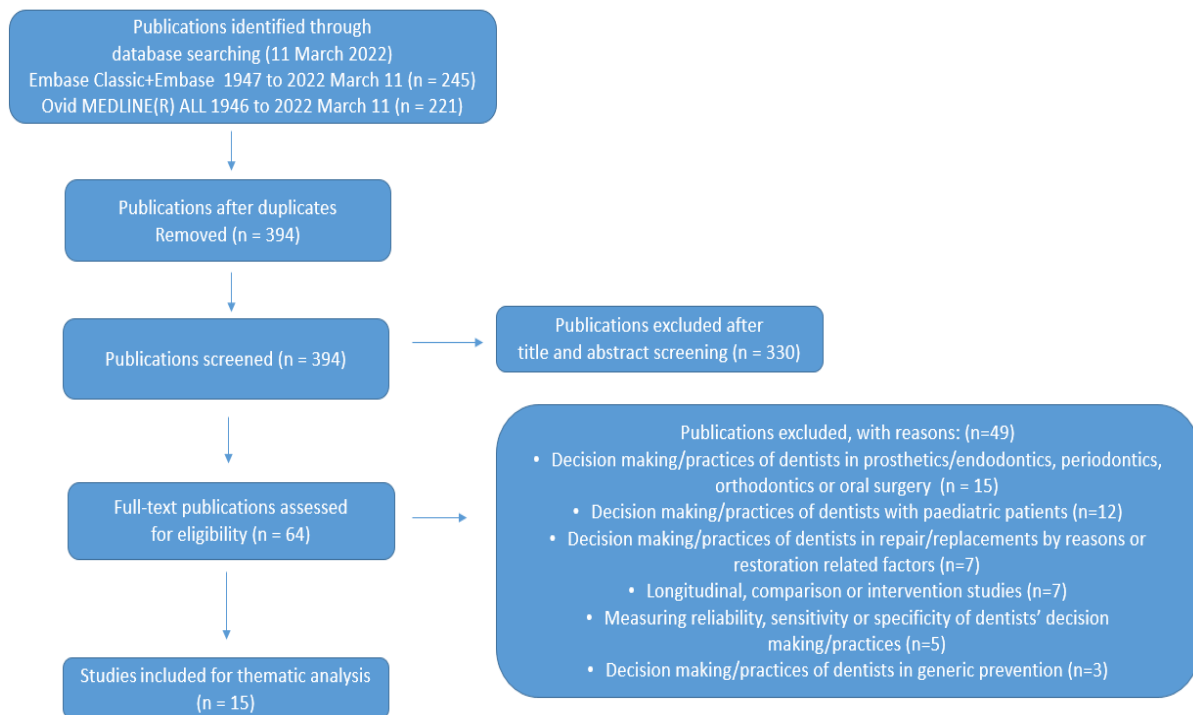 Publications identified through
database searching (11 March 2022)
Embase Classic+Embase 1947 to 2022 March 11 (n = 245)
Ovid MEDLINE(R) ALL 1946 to 2022 March 11 (n = 221)
Publications after duplicates
Removed (n = 394)
Publications screened (n = 394)
Publications excluded after
title and abstract screening (n = 330)
Full-text publications assessed
for eligibility (n = 64)
Publications excluded, with reasons: (n=49)
• Decision making/practices of dentists in prosthetics/endodontics, periodontics,
orthodontics or oral surgery (n = 15)
• Decision making/practices of dentists with paediatric patients (n=12)
• Decision making/practices of dentists in repair/replacements by reasons or
restoration related factors (n=7)
• Longitudinal, comparison or intervention studies (n=7)
• Measuring reliability, sensitivity or specificity of dentists’ decision
making/practices (n=5)
• Decision making/practices of dentists in generic prevention (n=3)
Studies included for thematic analysis
(n = 15)